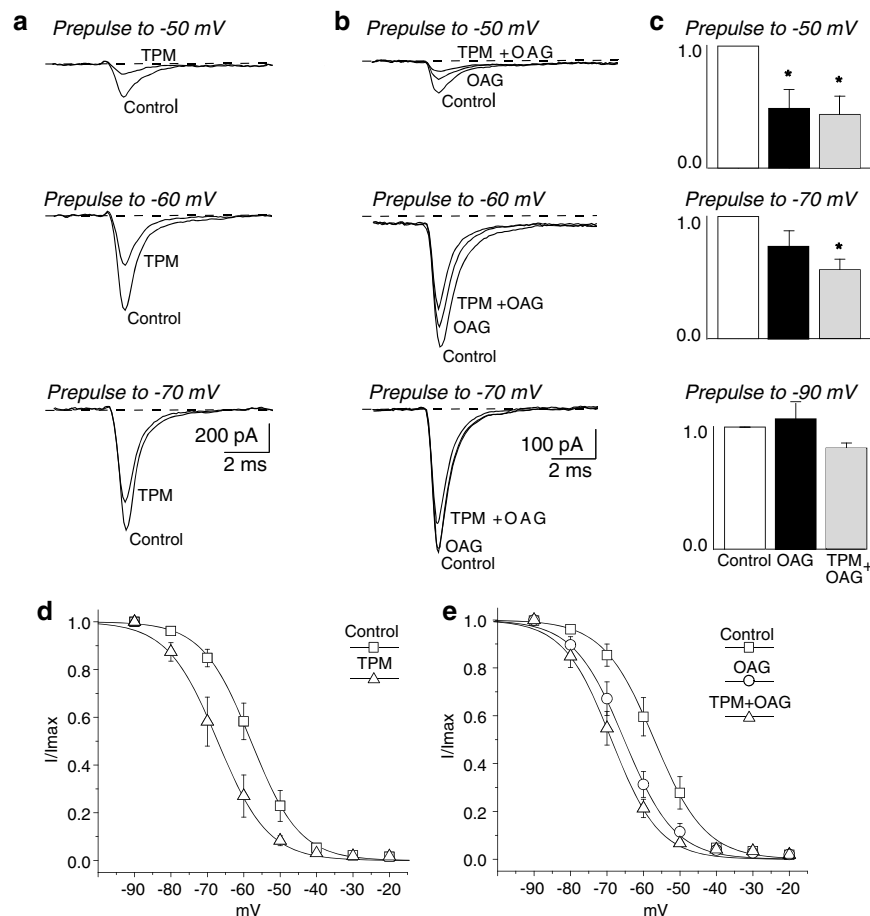 a
Prepulse to -50 mV
TPM
Control
Prepulse to -60 mV
TPM
Control
Prepulse to -70 mV
200 pA
2 ms
TPM
Control
b
Prepulse to -50 mV
TPM +OAG
OAG
Control
Prepulse to -60 mV
TPM +OAG
OAG
Control
Prepulse to -70 mV
100 pA
2 ms
TPM +OAG
OAG
Control
c
Prepulse to -50 mV
1.0
* *
0.0
Prepulse to -70 mV
1.0
*
0.0
Prepulse to -90 mV
1.0
0.0
Control OAG TPM+
OAG
d
1.0
0.8
0.6
0.4
0.2
0.0
I/Imax
Control
TPM
-90 -80 -70 -60 -50 -40 -30 -20
mV
e
1.0
0.8
0.6
0.4
0.2
0.0
I/Imax
Control
OAG
TPM+OAG
-90 -80 -70 -60 -50 -40 -30 -20
mV